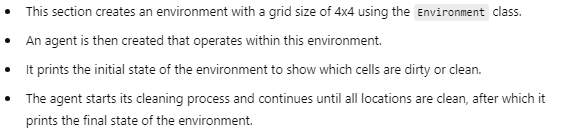 • This section creates an environment with a grid size of 4x4 using the Environment class.
• An agent is then created that operates within this environment.
• It prints the initial state of the environment to show which cells are dirty or clean.
• The agent starts its cleaning process and continues until all locations are clean, after which it
prints the final state of the environment.